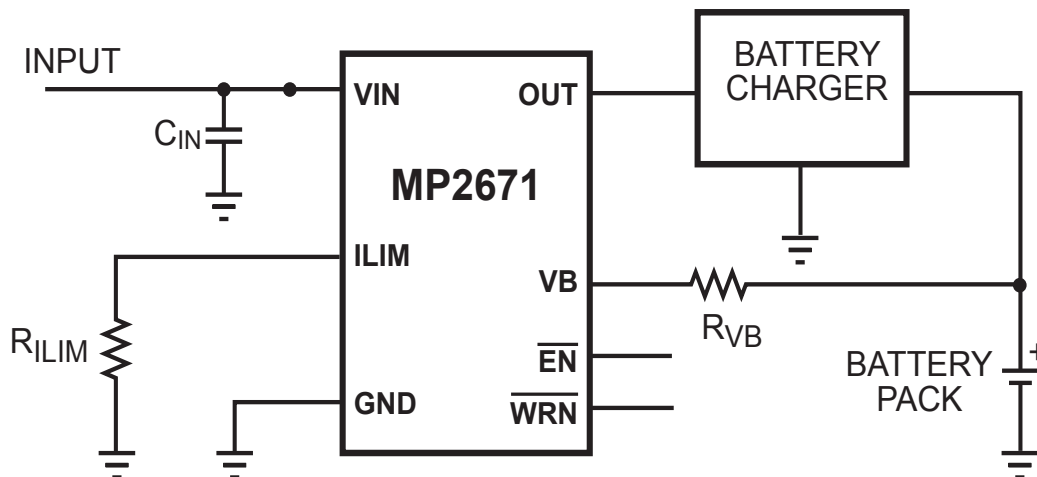 INPUT
BATTERY
CHARGER
VIN
OUT
CIN
MP2671
ILIM
VB
RILIM
RVB
EN
BATTERY
PACK
+
GND
WRN